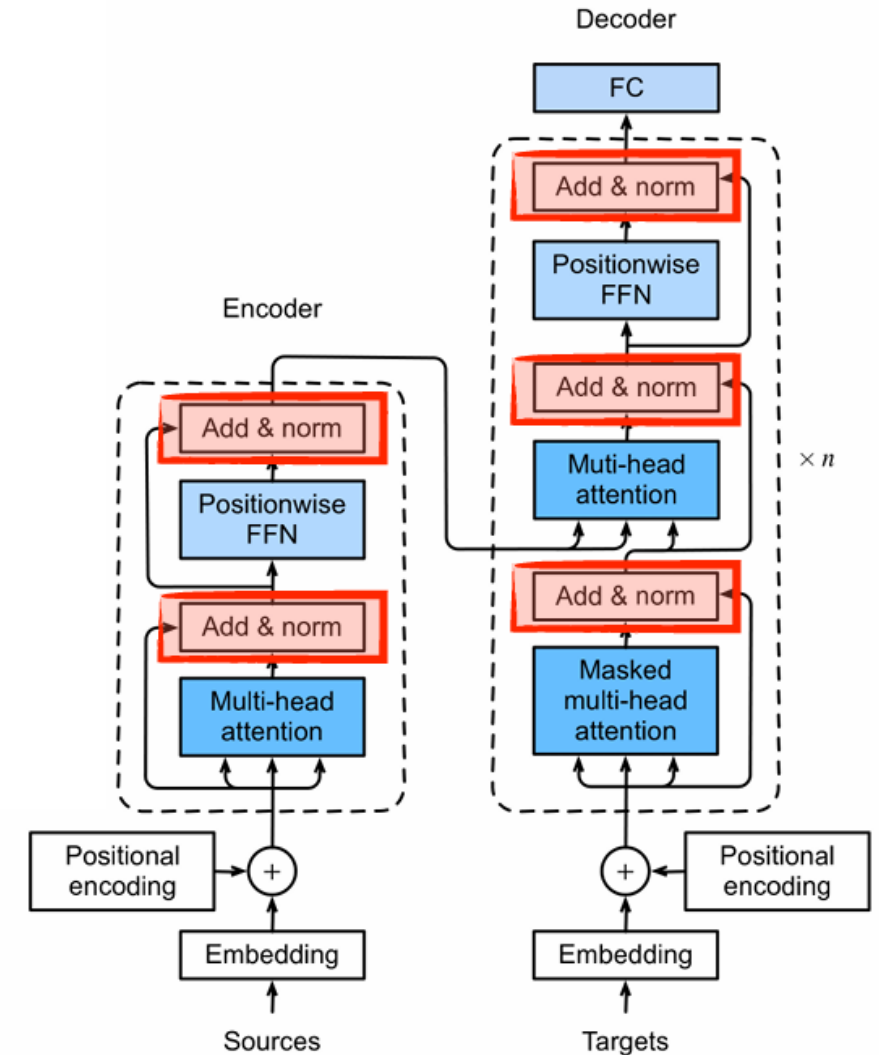 Decoder
FC
Add & norm
Positionwise
FFN
Add & norm
Muti-head
attention
× n
Add & norm
Masked
multi-head
attention
Positional
encoding
+
Embedding
Targets
Encoder
Add & norm
Positionwise
FFN
Add & norm
Multi-head
attention
Positional
encoding
+
Embedding
Sources